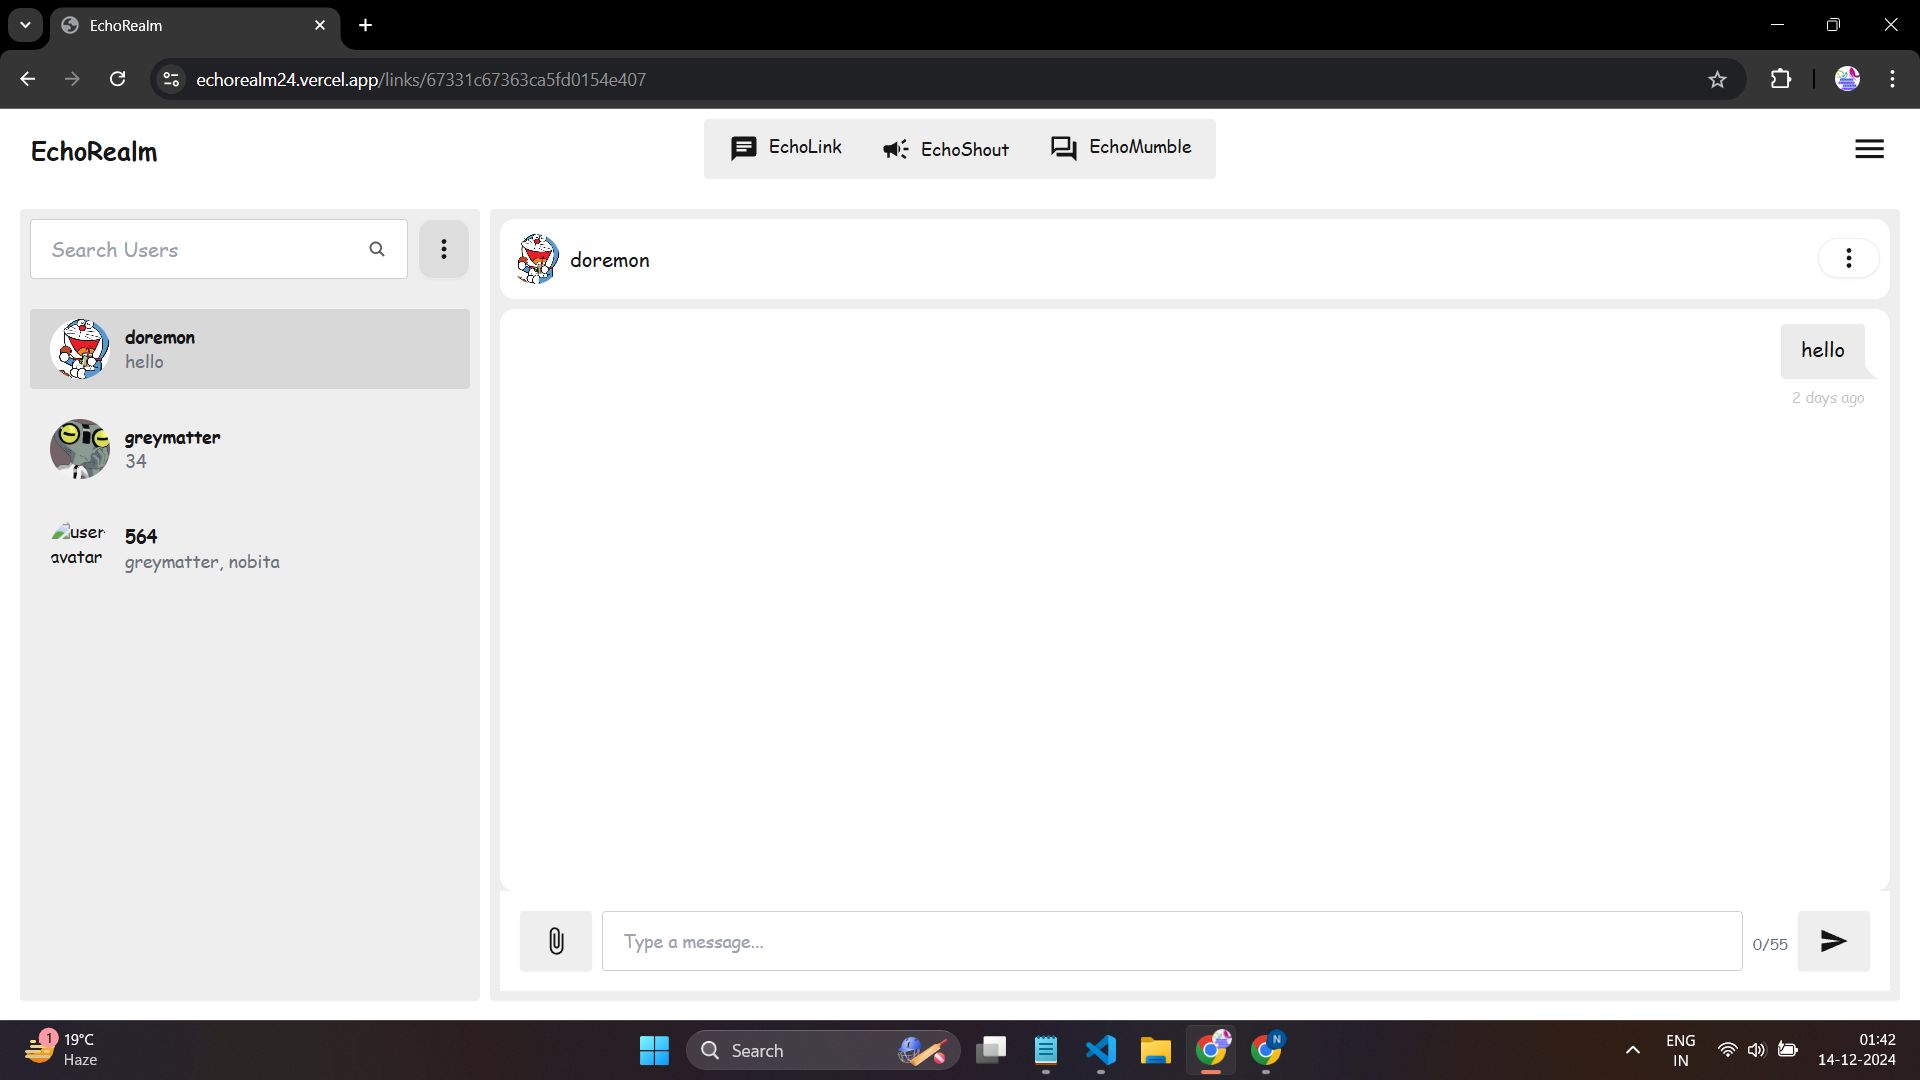 EchoRealm
echorealm24.vercel.app/links/67331c67363ca5fd0154e407
EchoRealm
EchoLink
EchoShout
EchoMumble
Search Users
doremon
hello
greymatter
34
user avatar
564
greymatter, nobita
doremon
hello
2 days ago
Type a message...
0/55
1
19°C
Haze
Search
N
ENG
IN
01:42
14-12-2024